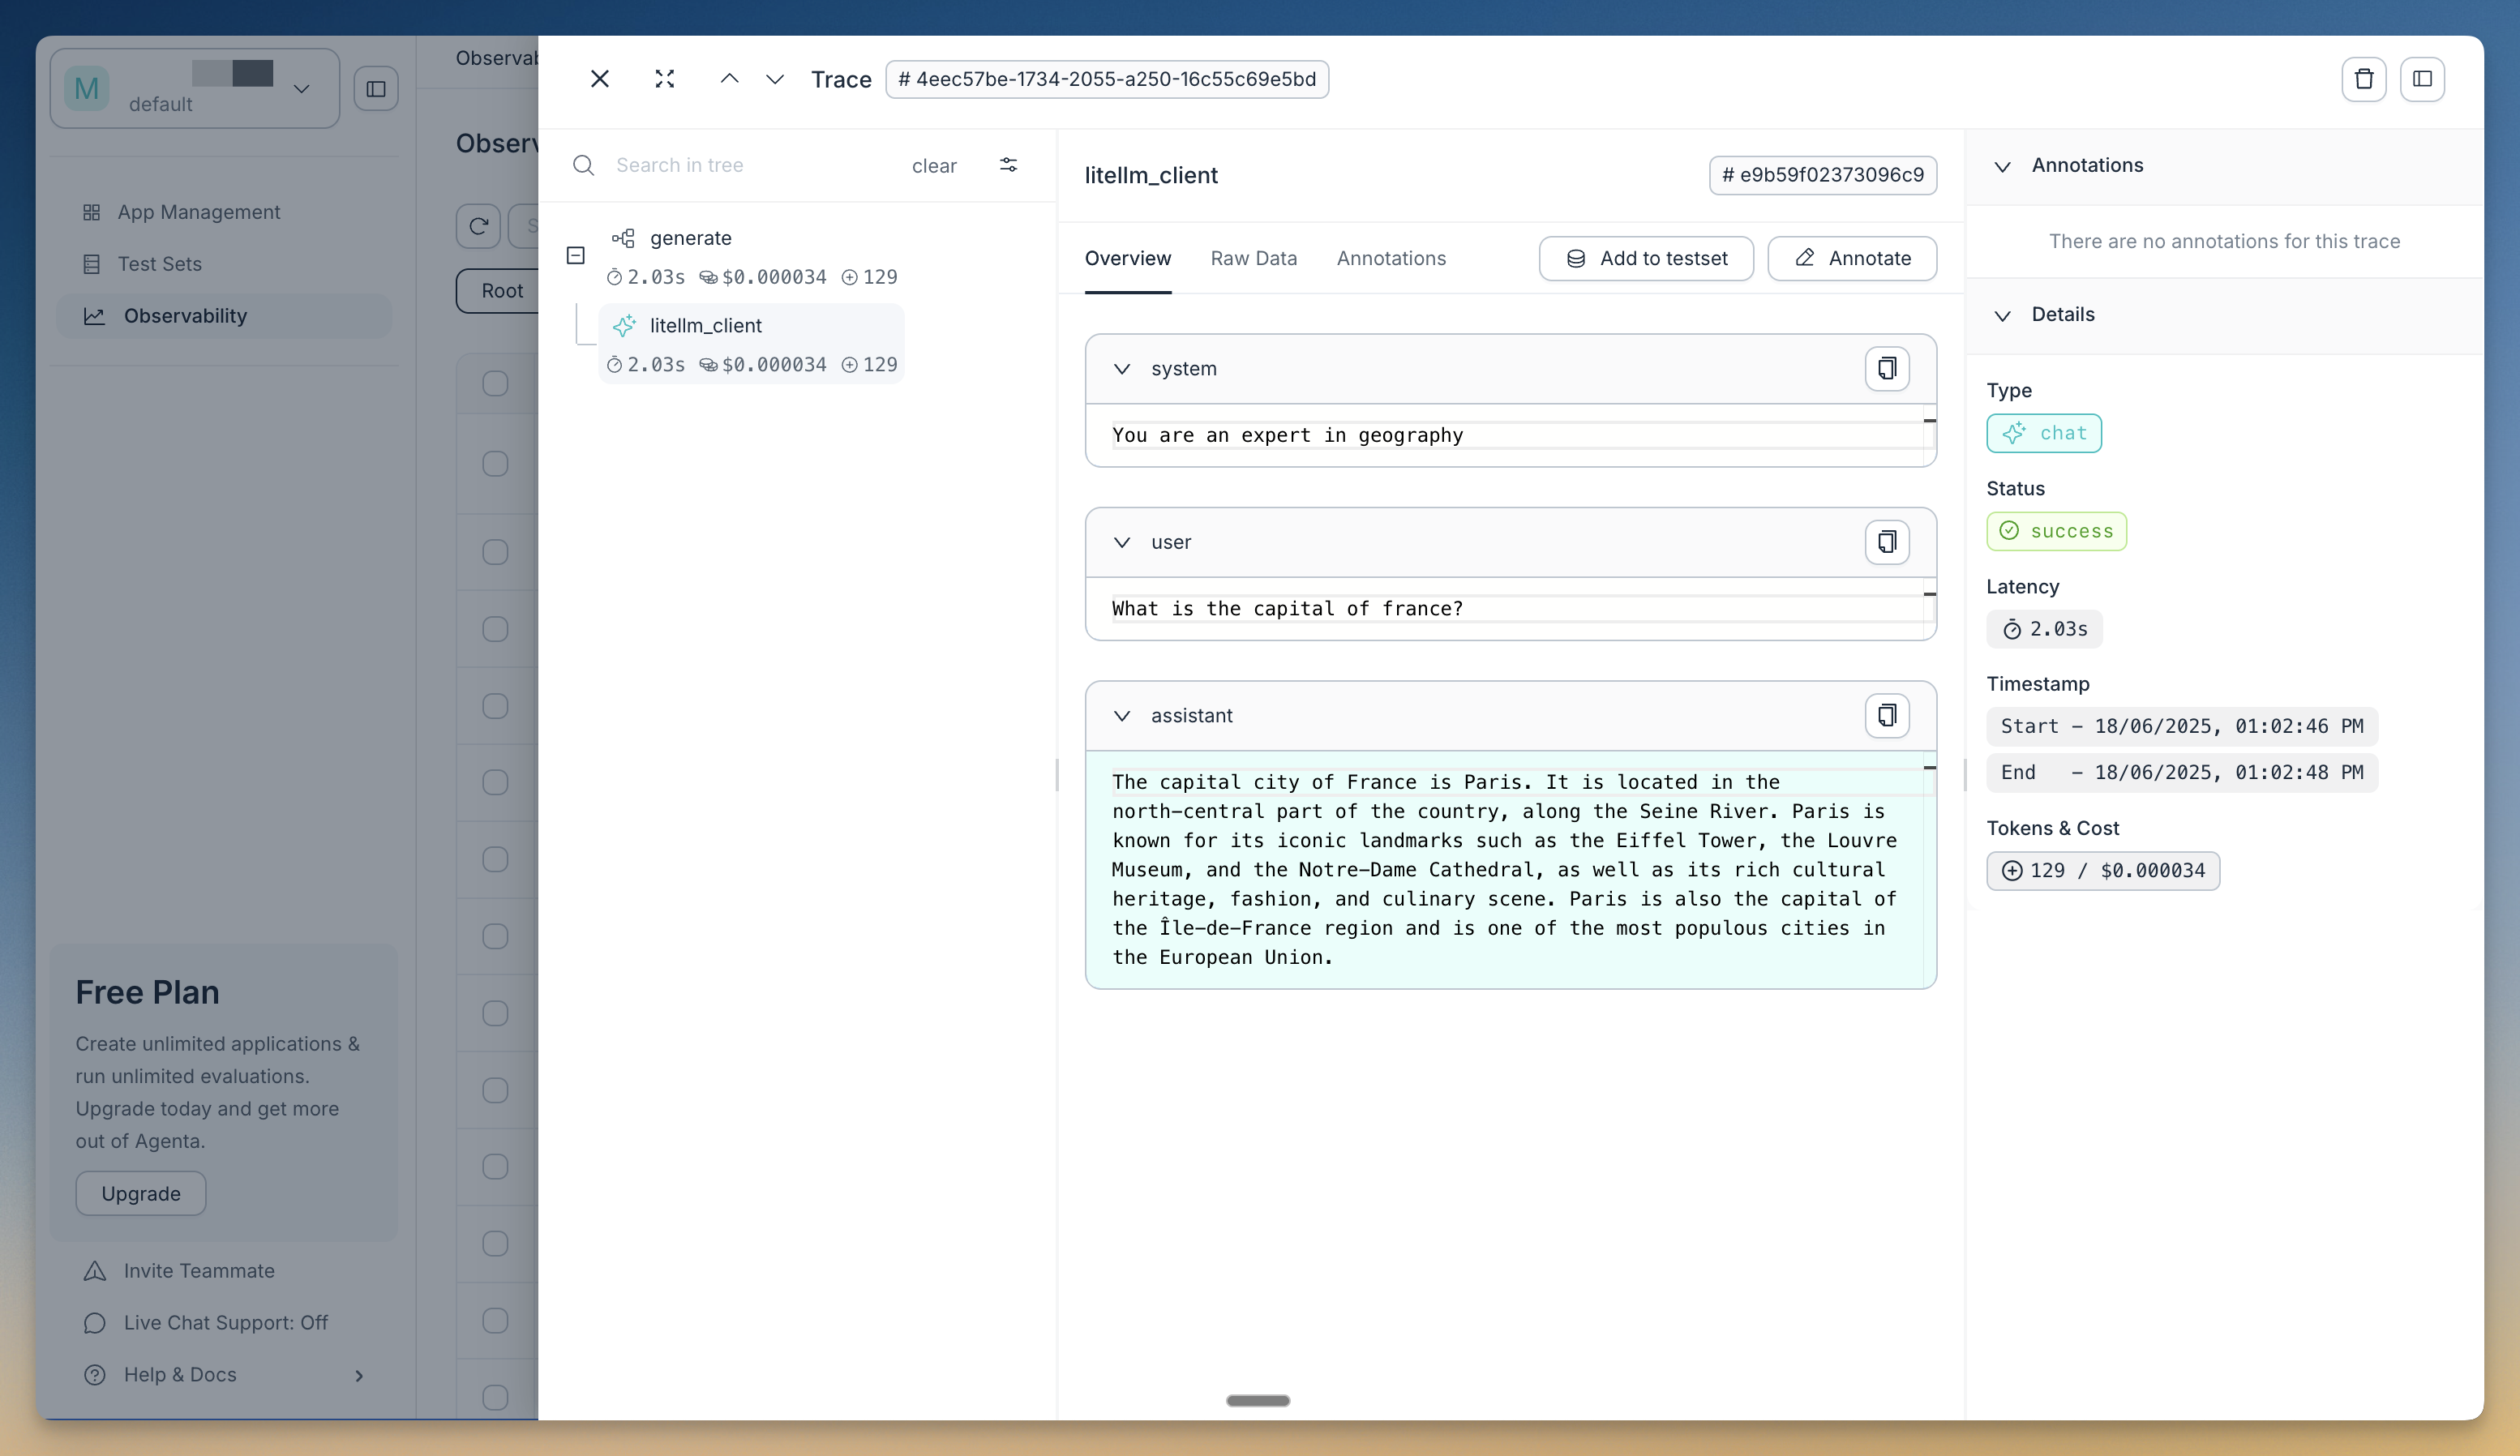 M
default
App Management
Test Sets
Observability
Free Plan
Create unlimited applications &
run unlimited evaluations.
Upgrade today and get more
out of Agenta.
Upgrade
Invite Teammate
Live Chat Support: Off
Help & Docs
Root
Trace
# 4eec57be-1734-2055-a250-16c55c69e5bd
Search in tree
clear
generate
2.03s $0.000034 129
litellm_client
2.03s $0.000034 129
litellm_client
# e9b59f02373096c9
Overview
Raw Data
Annotations
Add to testset
Annotate
system
You are an expert in geography
user
What is the capital of france?
assistant
The capital city of France is Paris. It is located in the
north-central part of the country, along the Seine River. Paris is
known for its iconic landmarks such as the Eiffel Tower, the Louvre
Museum, and the Notre-Dame Cathedral, as well as its rich cultural
heritage, fashion, and culinary scene. Paris is also the capital of
the Île-de-France region and is one of the most populous cities in
the European Union.
Annotations
There are no annotations for this trace
Details
Type
chat
Status
success
Latency
2.03s
Timestamp
Start – 18/06/2025, 01:02:46 PM
End – 18/06/2025, 01:02:48 PM
Tokens & Cost
129 / $0.000034